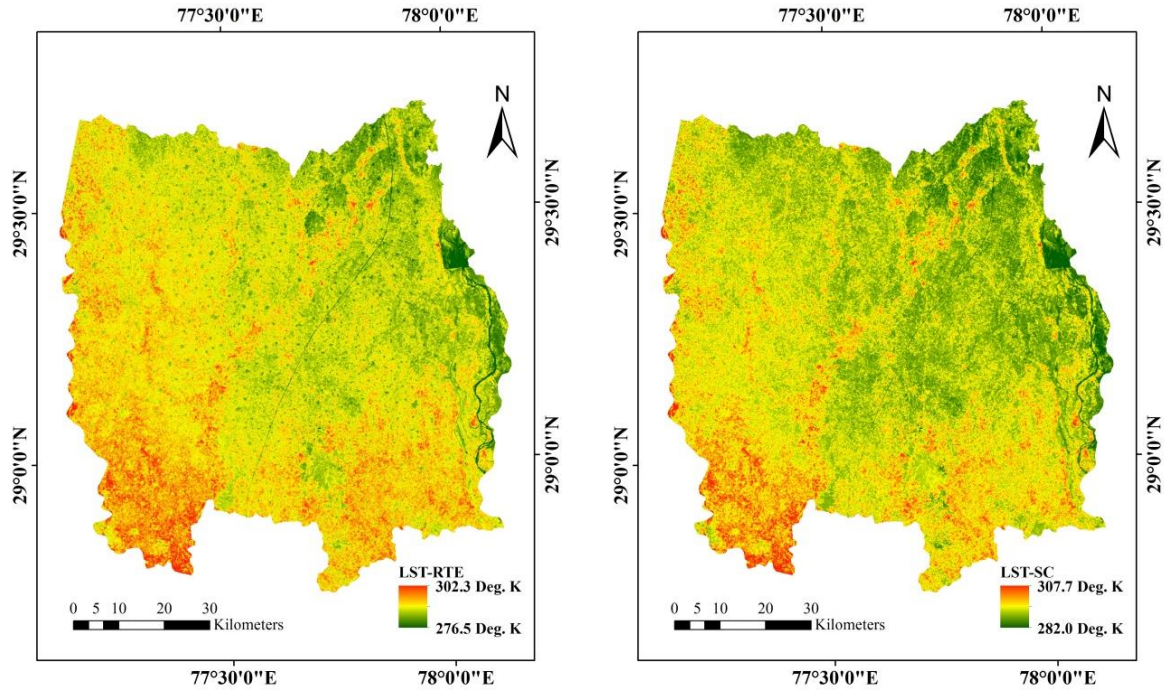 77°30'0"E 78°0'0"E
N
29°30'0"N 29°30'0"N
29°0'0"N 29°0'0"N
LST-RTE
302.3 Deg. K
276.5 Deg. K
0 5 10 20 30
Kilometers
77°30'0"E 78°0'0"E
77°30'0"E 78°0'0"E
N
29°30'0"N 29°30'0"N
29°0'0"N 29°0'0"N
LST-SC
307.7 Deg. K
282.0 Deg. K
0 5 10 20 30
Kilometers
77°30'0"E 78°0'0"E